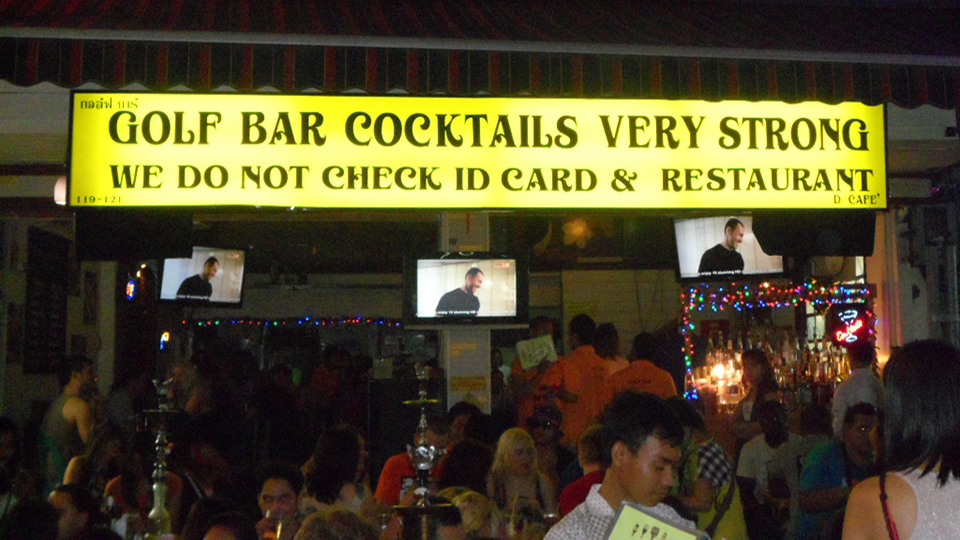 กอล์ฟ บาร์
GOLF BAR COCKTAILS VERY STRONG
WE DO NOT CHECK ID CARD & RESTAURANT
119-121
D CAFE'